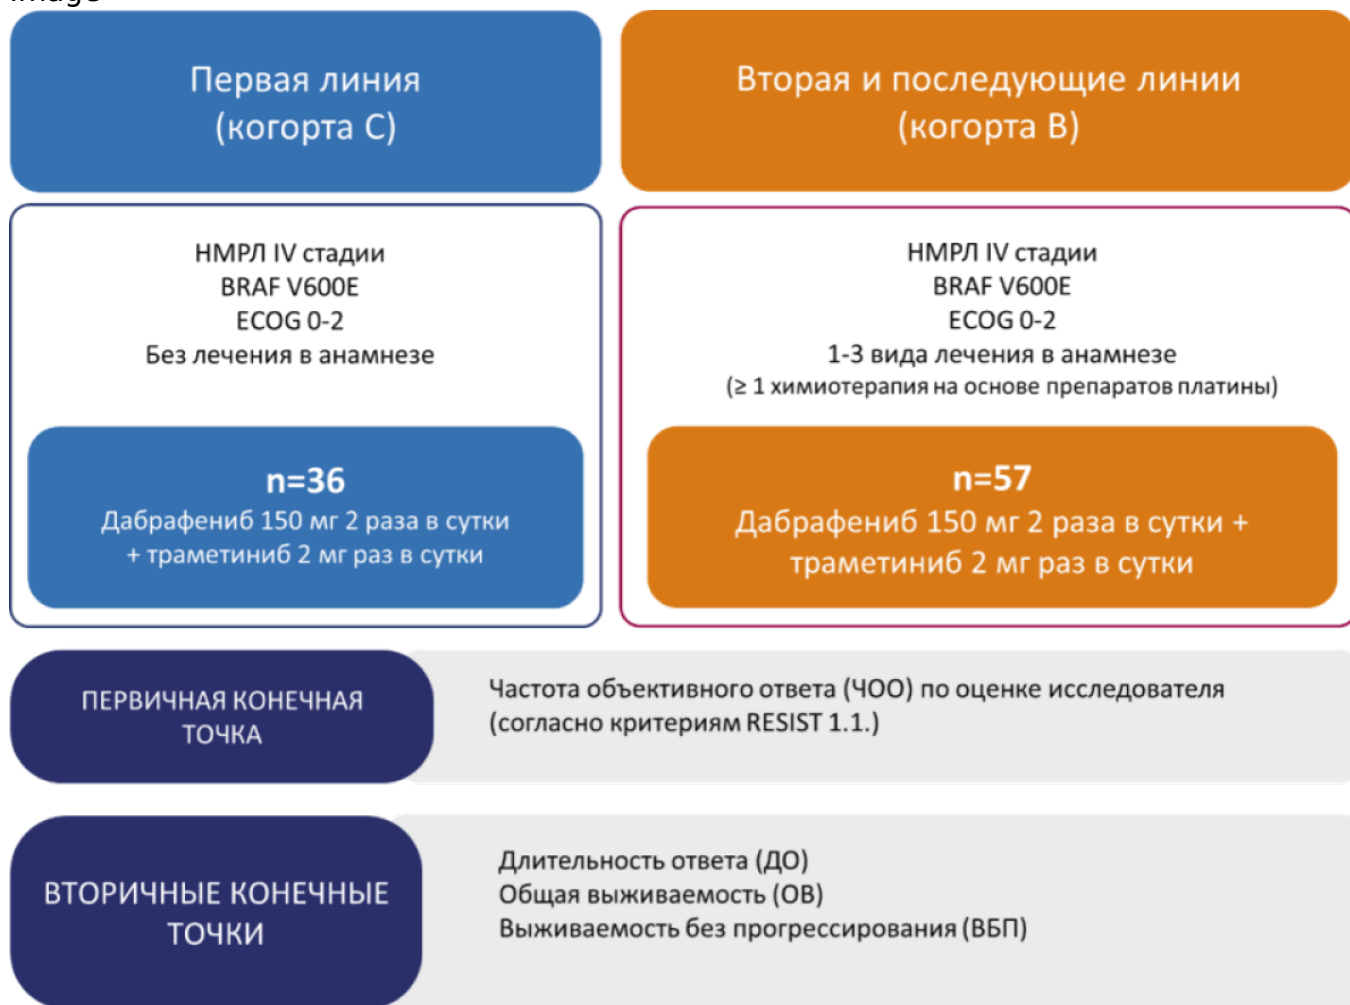 Первая линия
(когорта С)
Вторая и последующие линии
(когорта В)
НМРЛ IV стадии
BRAF V600E
ECOG 0-2
Без лечения в анамнезе
n=36
Дабрафениб 150 мг 2 раза в сутки
+ траметиниб 2 мг раз в сутки
НМРЛ IV стадии
BRAF V600E
ECOG 0-2
1-3 вида лечения в анамнезе
(≥ 1 химиотерапия на основе препаратов платины)
n=57
Дабрафениб 150 мг 2 раза в сутки +
траметиниб 2 мг раз в сутки
ПЕРВИЧНАЯ КОНЕЧНАЯ
ТОЧКА
Частота объективного ответа (ЧОО) по оценке исследователя
(согласно критериям RESIST 1.1.)
ВТОРИЧНЫЕ КОНЕЧНЫЕ
ТОЧКИ
Длительность ответа (ДО)
Общая выживаемость (ОВ)
Выживаемость без прогрессирования (ВБП)